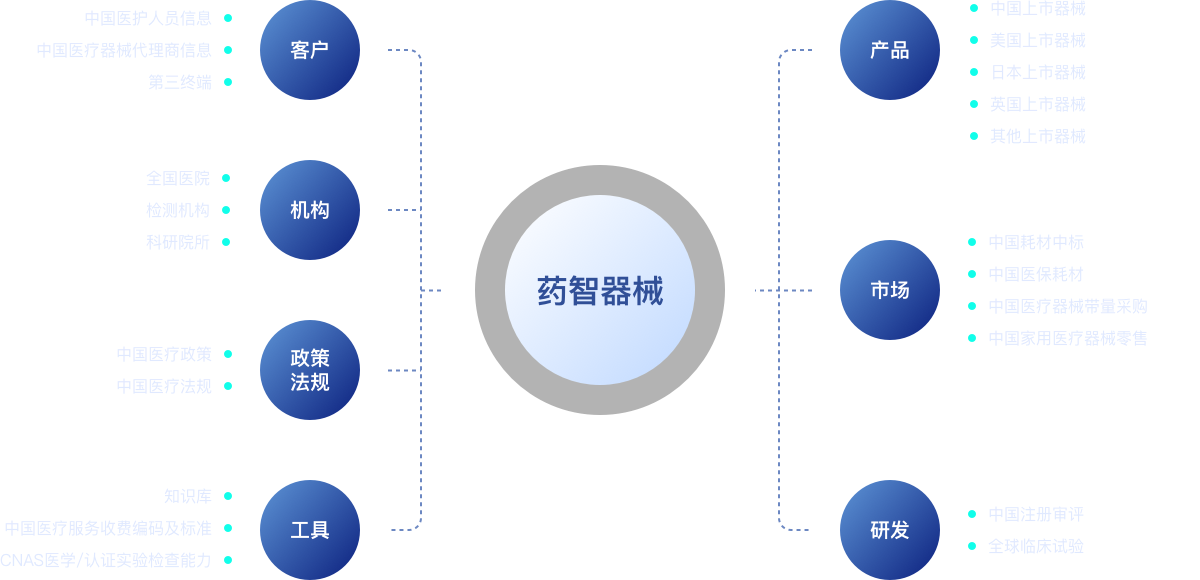 中国医护人员信息
中国医疗器械代理商信息
第三终端
客户
全国医院
检测机构
科研院所
机构
中国医疗政策
中国医疗法规
政策
法规
知识库
中国医疗服务收费编码及标准
CNAS医学/认证实验检查能力
工具
药智器械
产品
中国上市器械
美国上市器械
日本上市器械
英国上市器械
其他上市器械
市场
中国耗材中标
中国医保耗材
中国医疗器械带量采购
中国家用医疗器械零售
研发
中国注册审评
全球临床试验